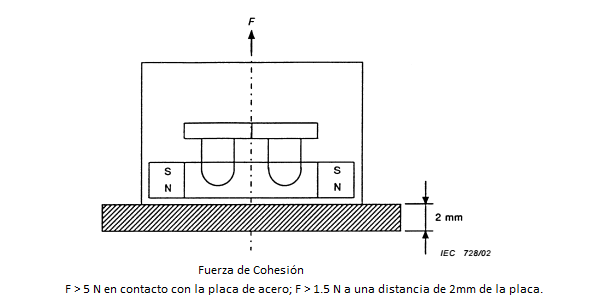 F
S
N
S
N
2 mm
IEC 728/02
Fuerza de Cohesión
F > 5 N en contacto con la placa de acero; F > 1.5 N a una distancia de 2mm de la placa.